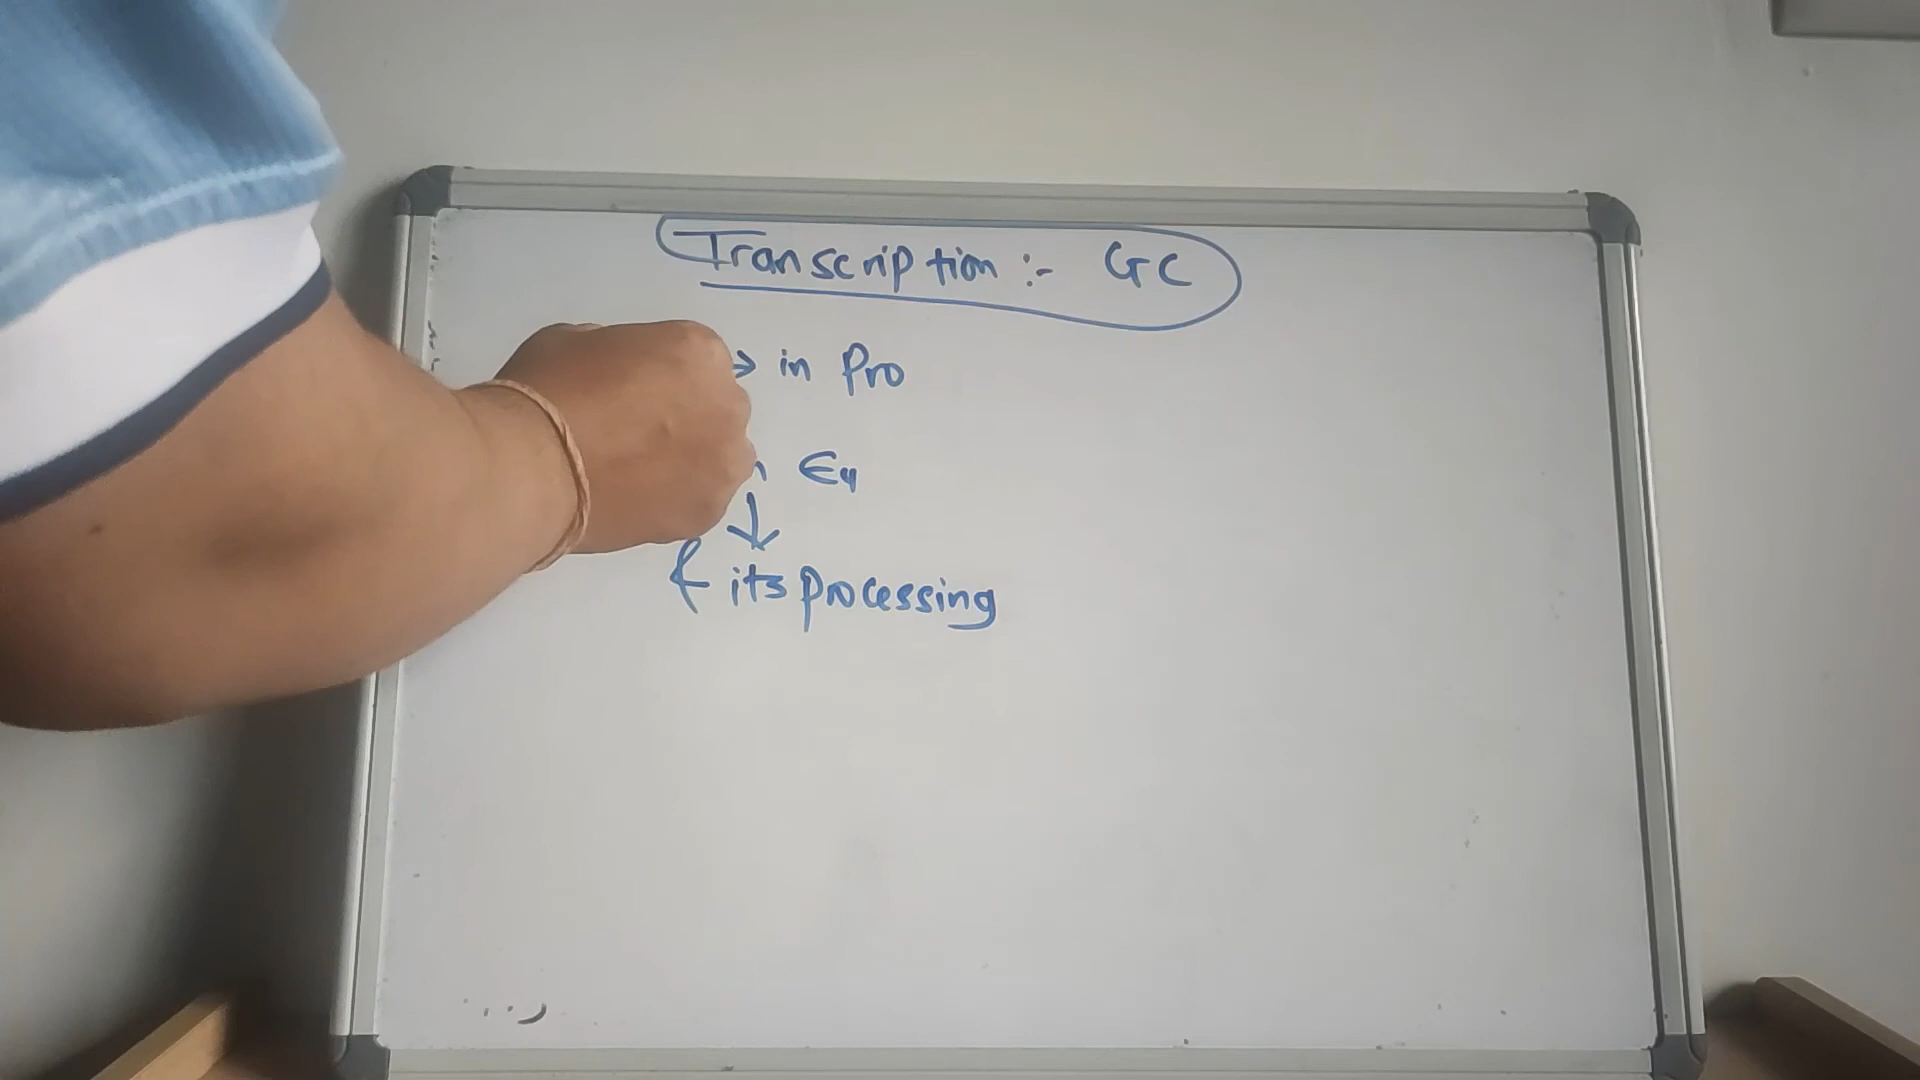 Transcription :- GC
→ in Pro
Eu
↓
& its processing